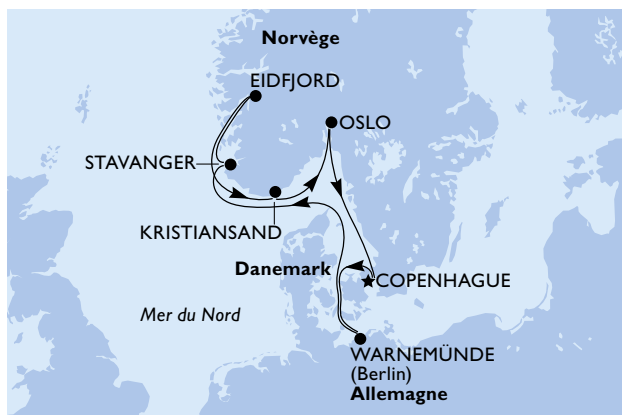 Norvège
EIDFJORD
OSLO
STAVANGER
KRISTIANSAND
Danemark
COPENHAGUE
Mer du Nord
WARNEMÜNDE
(Berlin)
Allemagne